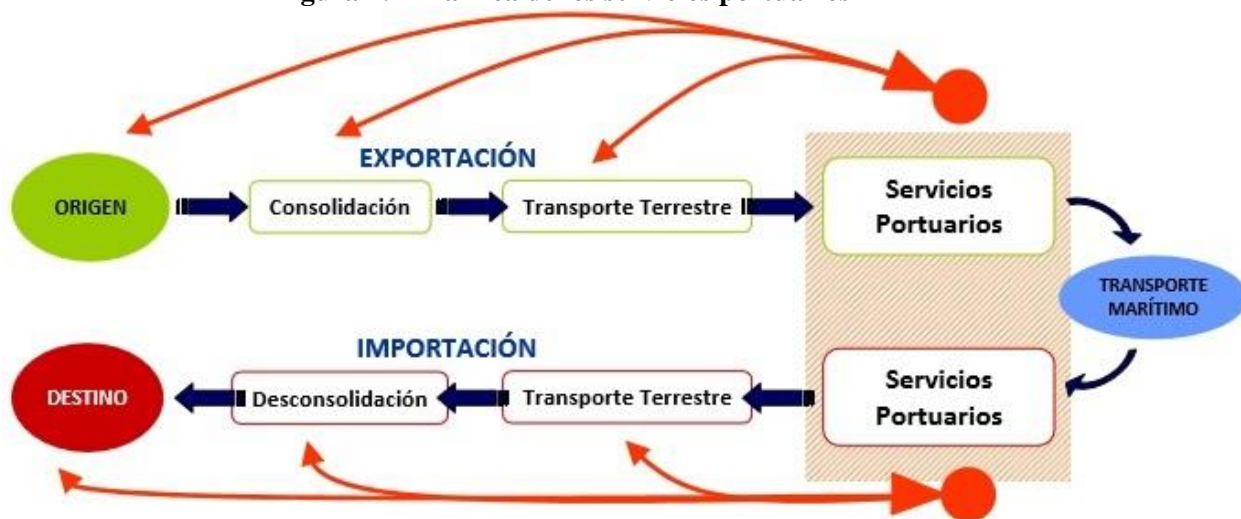 EXPORTACIÓN
ORIGEN
Consolidación
Transporte Terrestre
Servicios
Portuarios
TRANSPORTE
MARÍTIMO
IMPORTACIÓN
DESTINO
Desconsolidación
Transporte Terrestre
Servicios
Portuarios